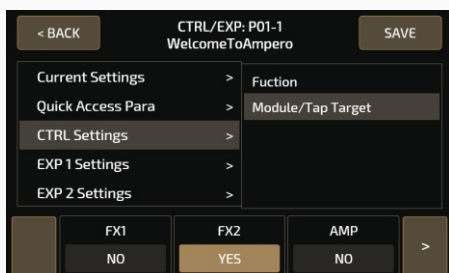 < BACK
CTRL/EXP: P01-1
WelcomeToAmpero
SAVE
Current Settings >
Quick Access Para >
CTRL Settings >
EXP 1 Settings >
EXP 2 Settings >
Fuction
Module/Tap Target
FX1 FX2 AMP
NO YES NO >